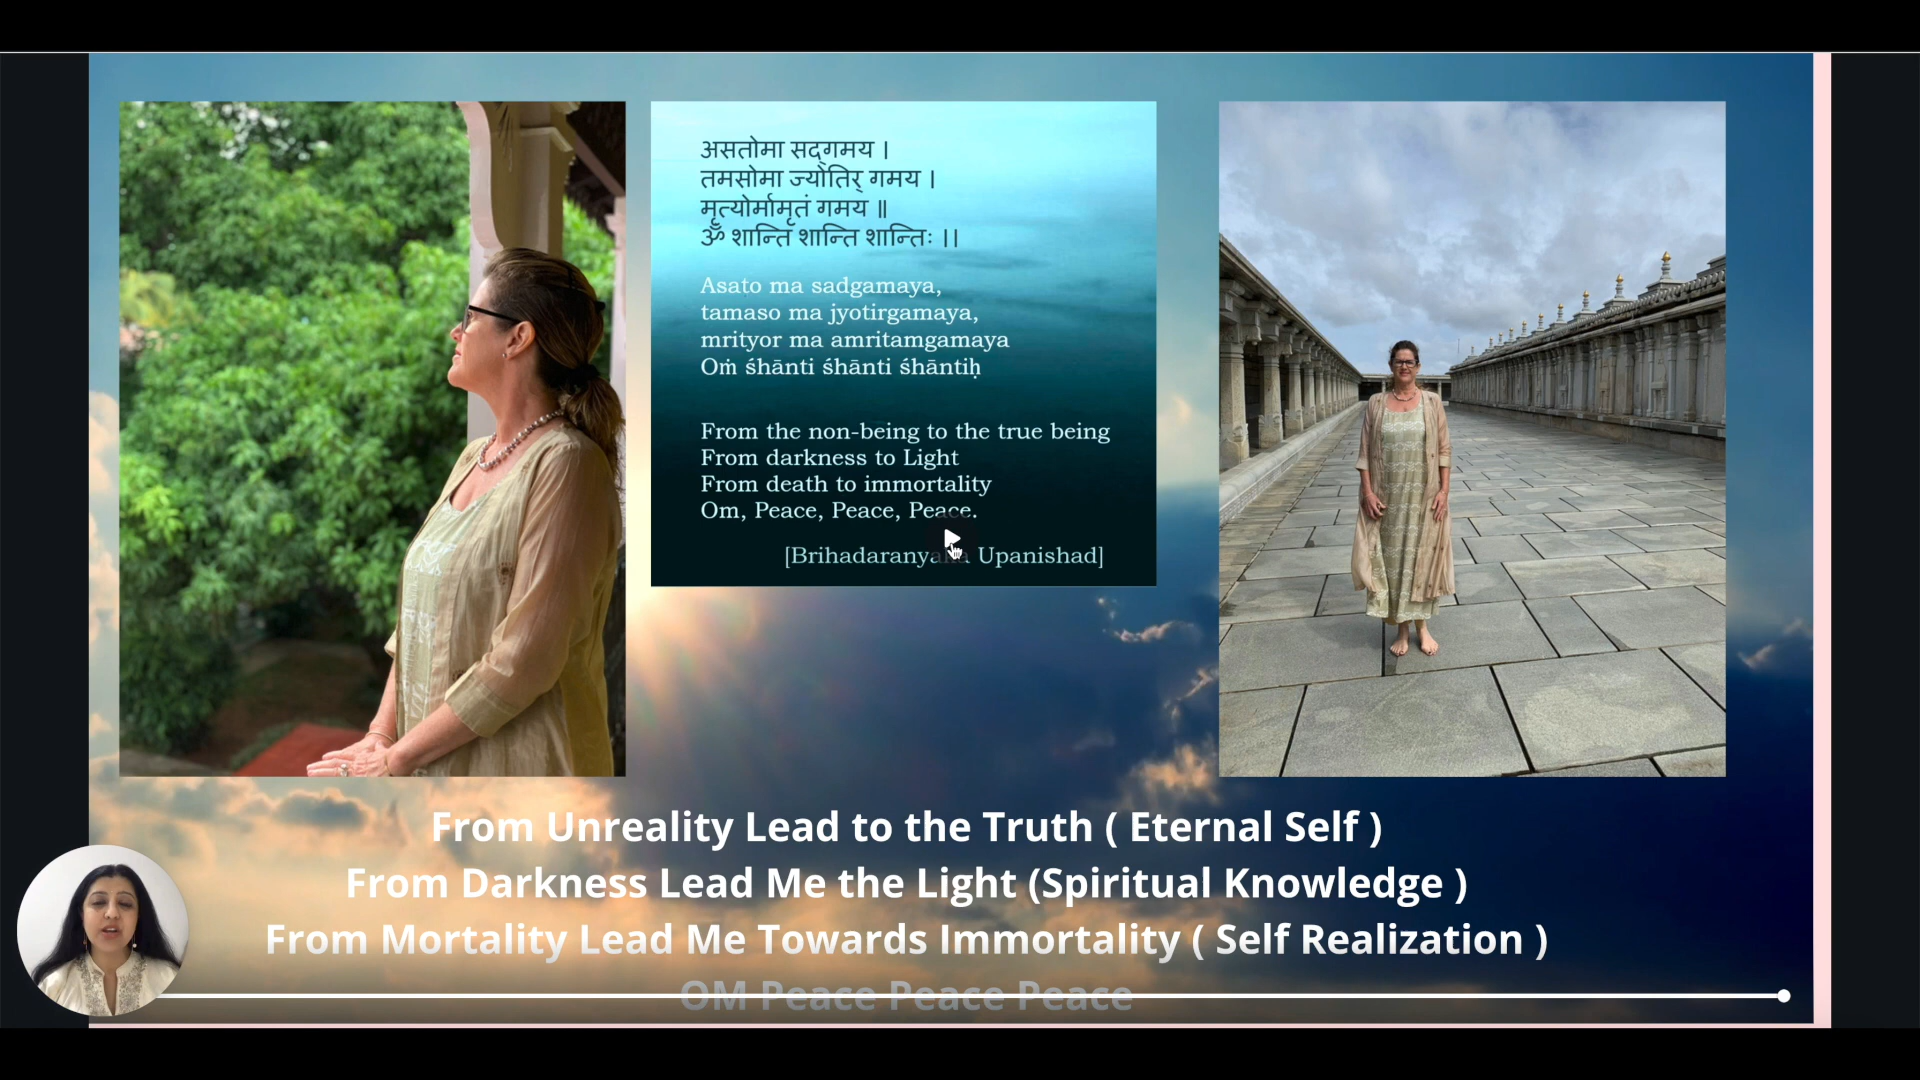 असतोमा सद्गमय ।
तमसोमा ज्योतिर् गमय ।
मृत्योर्मामृतं गमय ॥
ॐ शान्ति शान्ति शान्तिः ।।
Asato ma sadgamaya,
tamaso ma jyotirgamaya,
mrityor ma amritamgamaya
Oṁ śhānti śhānti śhāntiḥ
From the non-being to the true being
From darkness to Light
From death to immortality
Om, Peace, Peace, Peace.
[Brihadaranyaka Upanishad]
From Unreality Lead to the Truth ( Eternal Self )
From Darkness Lead Me the Light (Spiritual Knowledge )
From Mortality Lead Me Towards Immortality ( Self Realization )
OM Peace Peace Peace